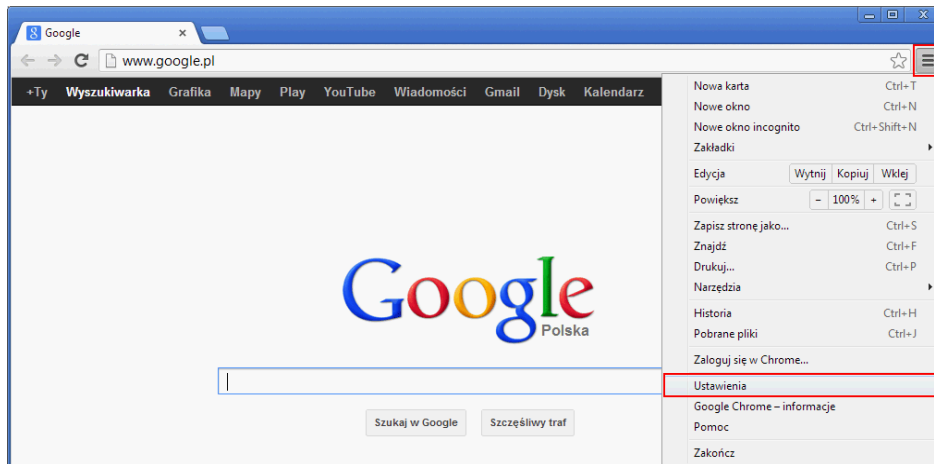 Google
www.google.pl
+Ty Wyszukiwarka Grafika Mapy Play YouTube Wiadomości Gmail Dysk Kalendarz
Nowa karta Ctrl+T
Nowe okno Ctrl+N
Nowe okno incognito Ctrl+Shift+N
Zakładki
Edycja Wytnij Kopiuj Wklej
Powiększ - 100% +
Zapisz stronę jako... Ctrl+S
Znajdź Ctrl+F
Drukuj... Ctrl+P
Narzędzia
Historia Ctrl+H
Pobrane pliki Ctrl+J
Zaloguj się w Chrome...
Ustawienia
Google Chrome – informacje
Pomoc
Zakończ
Google
Polska
Szukaj w Google Szczęśliwy traf